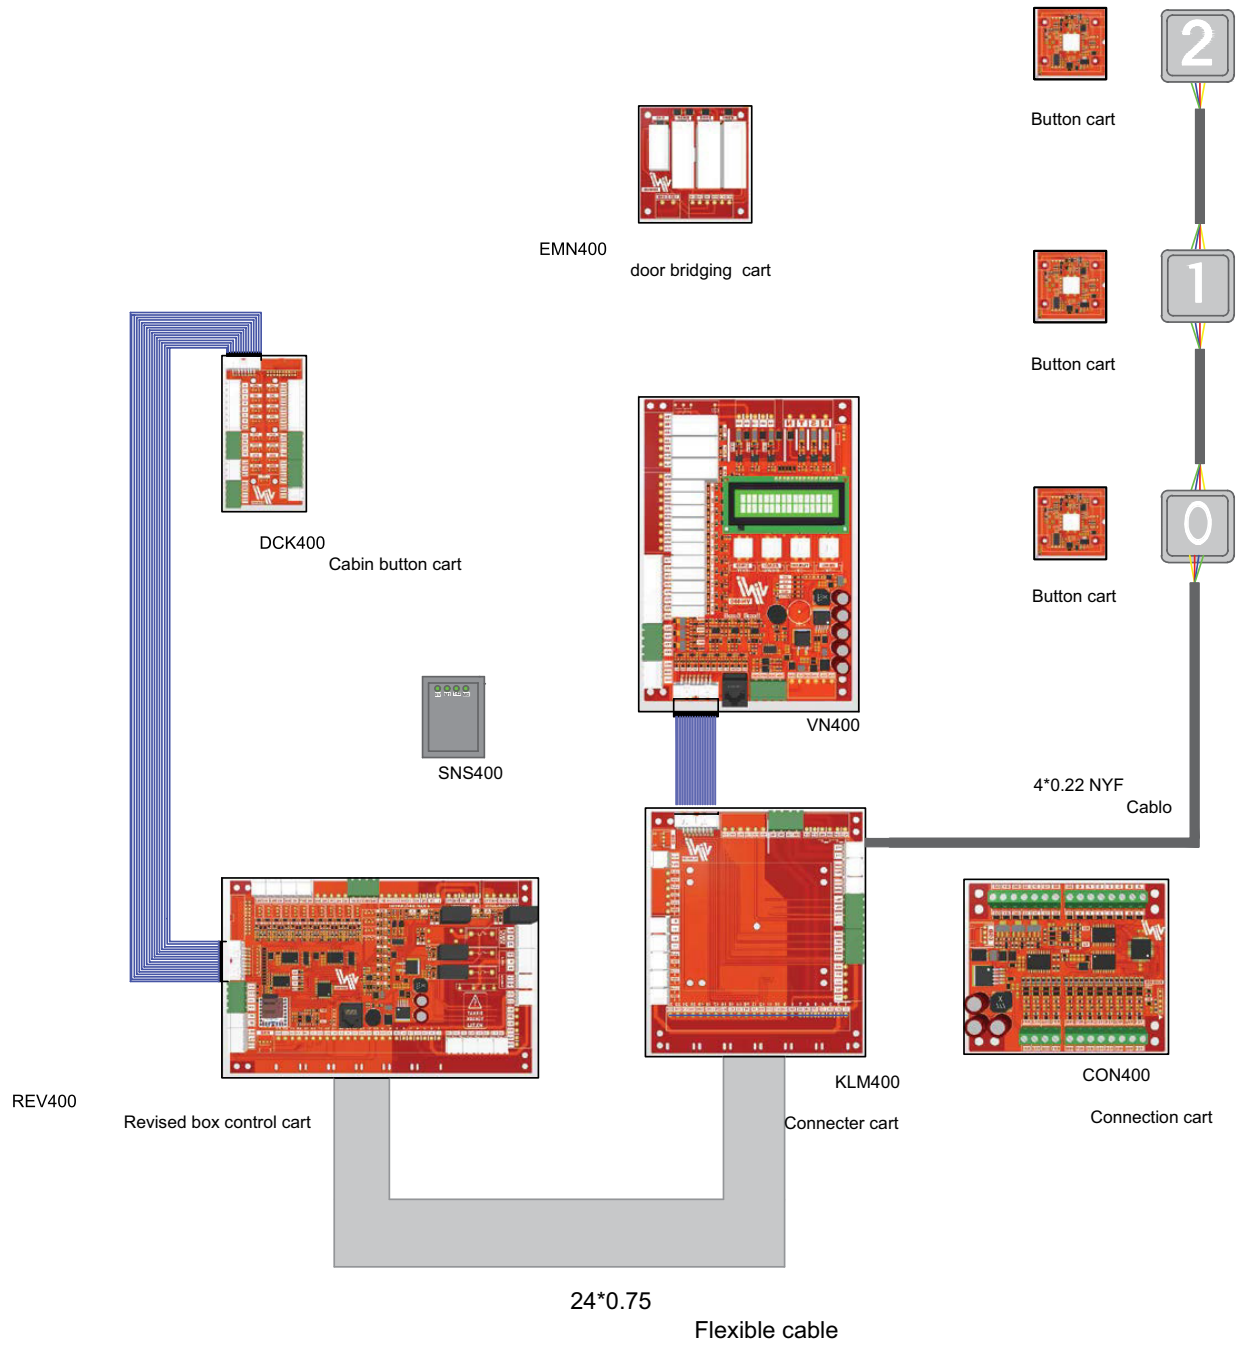 2
Button cart
EMN400
door bridging cart
1
Button cart
DCK400
Cabin button cart
0
Button cart
VN400
SNS400
4*0.22 NYF
Cablo
REV400
Revised box control cart
KLM400
Connecter cart
CON400
Connection cart
24*0.75
Flexible cable